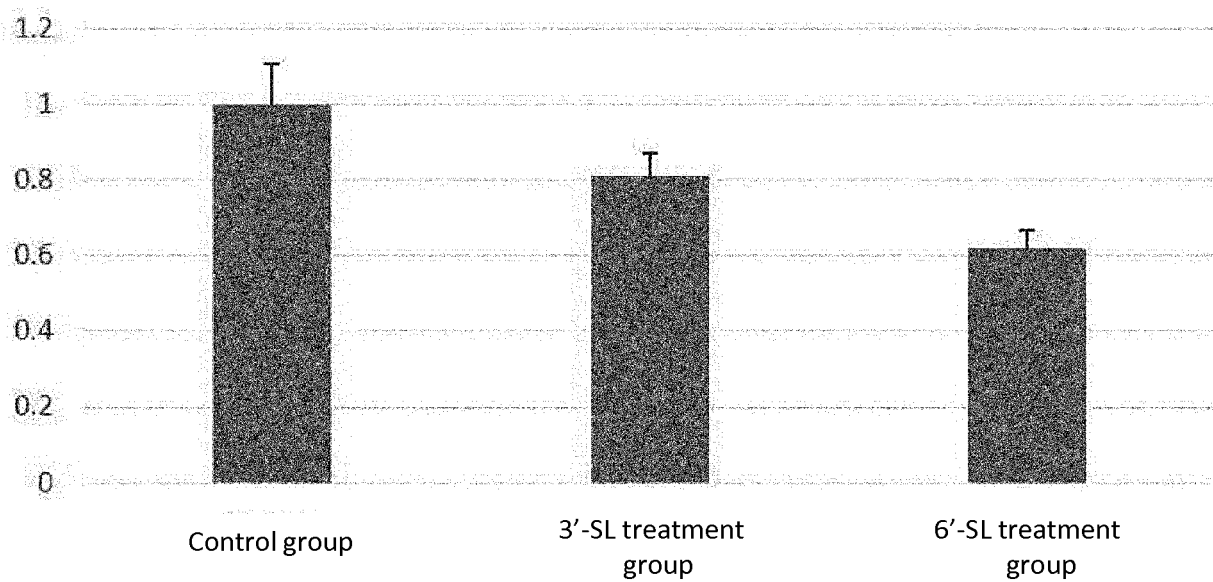 1.2
1
0.8
0.6
0.4
0.2
0
Control group
3′-SL treatment
group
6′-SL treatment
group